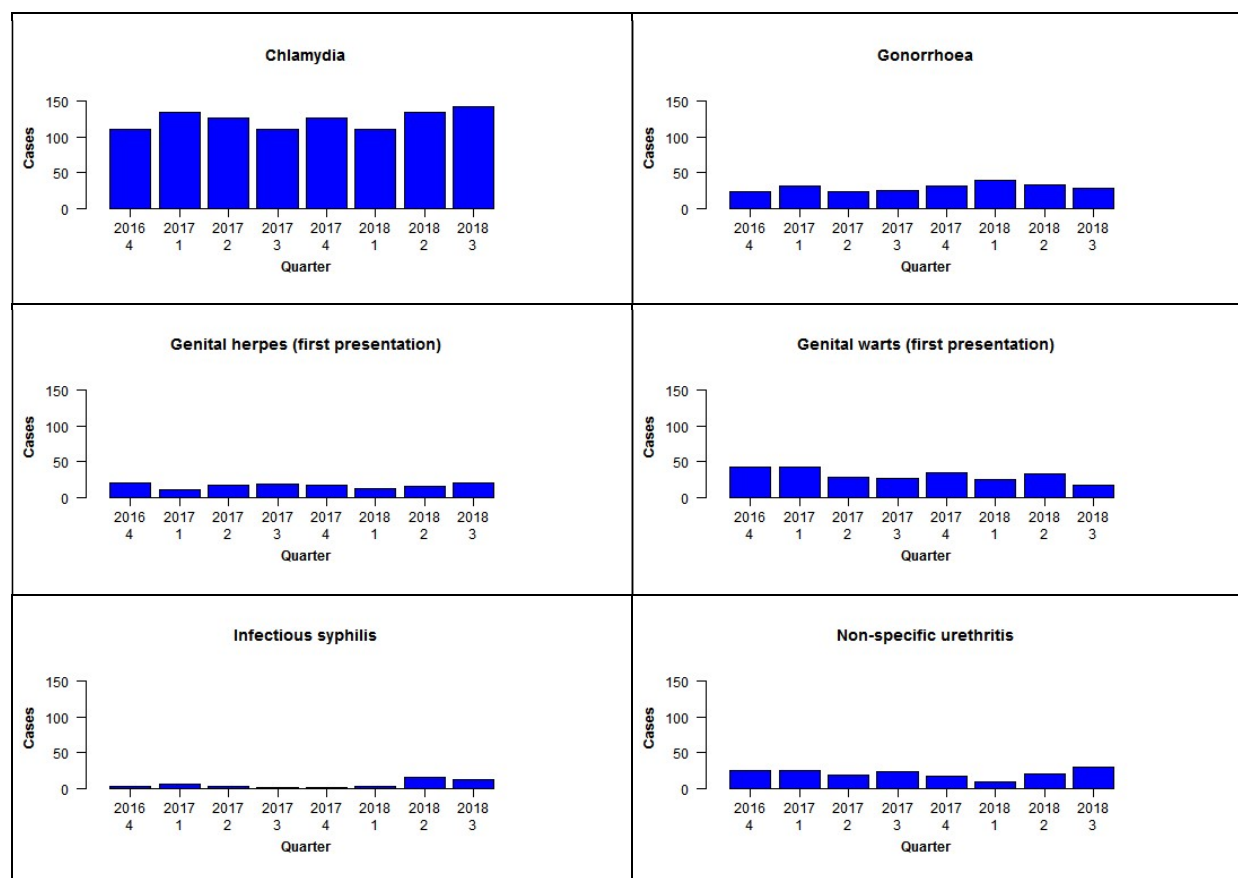 Chlamydia
150
100
50
0
Cases
2016 2017 2017 2017 2017 2018 2018 2018
4 1 2 3 4 1 2 3
Quarter
Gonorrhoea
150
100
50
0
Cases
2016 2017 2017 2017 2017 2018 2018 2018
4 1 2 3 4 1 2 3
Quarter
Genital herpes (first presentation)
150
100
50
0
Cases
2016 2017 2017 2017 2017 2018 2018 2018
4 1 2 3 4 1 2 3
Quarter
Genital warts (first presentation)
150
100
50
0
Cases
2016 2017 2017 2017 2017 2018 2018 2018
4 1 2 3 4 1 2 3
Quarter
Infectious syphilis
150
100
50
0
Cases
2016 2017 2017 2017 2017 2018 2018 2018
4 1 2 3 4 1 2 3
Quarter
Non-specific urethritis
150
100
50
0
Cases
2016 2017 2017 2017 2017 2018 2018 2018
4 1 2 3 4 1 2 3
Quarter